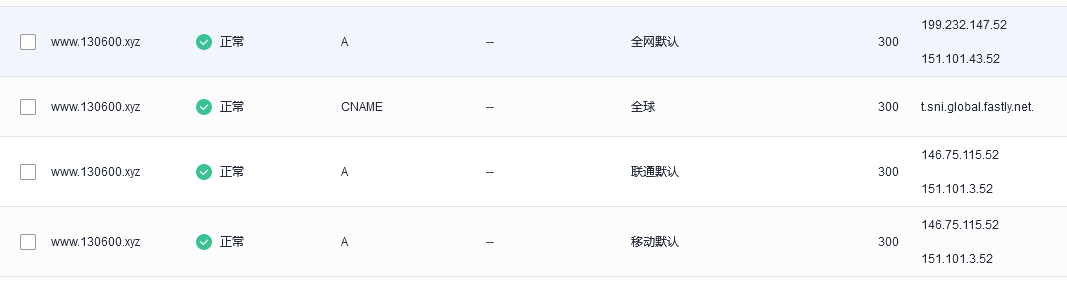 199.232.147.52
www.130600.xyz 正常 A -- 全网默认 300
151.101.43.52
www.130600.xyz 正常 CNAME -- 全球 300 t.sni.global.fastly.net.
146.75.115.52
www.130600.xyz 正常 A -- 联通默认 300
151.101.3.52
146.75.115.52
www.130600.xyz 正常 A -- 移动默认 300
151.101.3.52